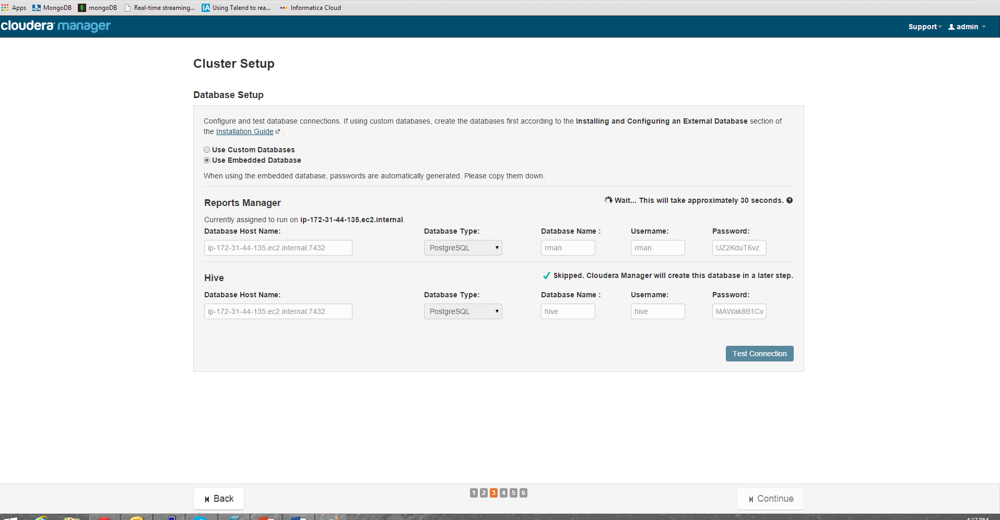 Apps MongoDB mongoDB Real-time streaming... iA Using Talend to rea... Informatica Cloud
cloudera manager Support admin
Cluster Setup
Database Setup
Configure and test database connections. If using custom databases, create the databases first according to the Installing and Configuring an External Database section of
the Installation Guide .
Use Custom Databases
Use Embedded Database
When using the embedded database, passwords are automatically generated. Please copy them down.
Reports Manager Wait... This will take approximately 30 seconds. ?
Currently assigned to run on ip-172-31-44-135.ec2.internal.
Database Host Name: Database Type: Database Name : Username: Password:
ip-172-31-44-135.ec2.internal:7432 PostgreSQL rman rman UZ2KduT6vz
Hive Skipped. Cloudera Manager will create this database in a later step.
Database Host Name: Database Type: Database Name : Username: Password:
ip-172-31-44-135.ec2.internal:7432 PostgreSQL hive hive MAWak8B1Cv
Test Connection
Back 1 2 3 4 5 6 Continue
4:17 PM